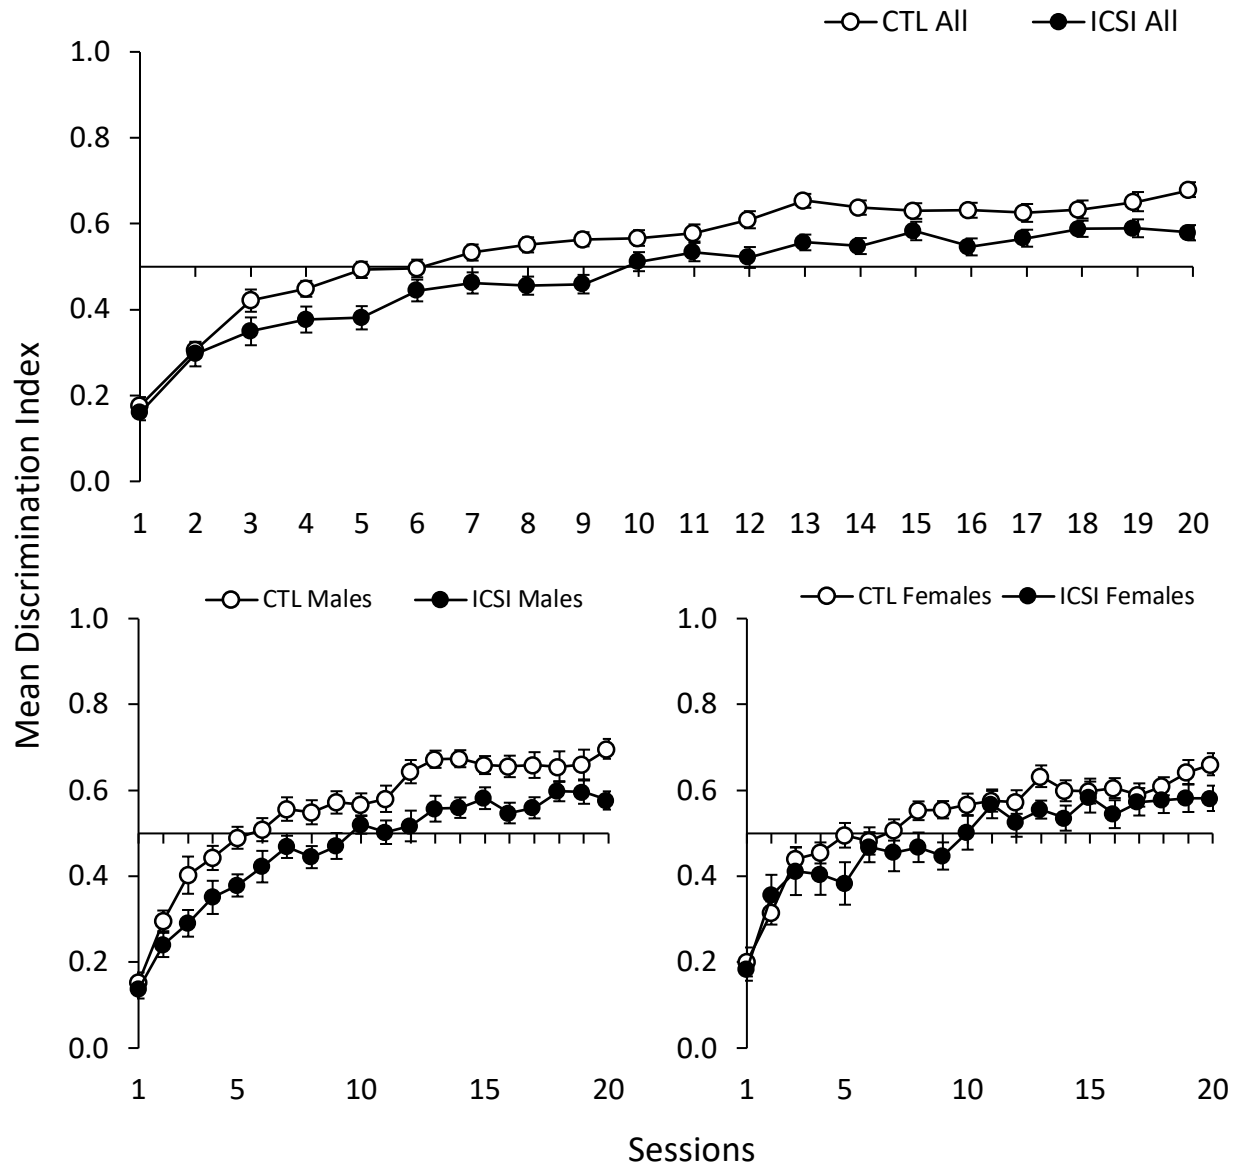 CTL All ICSI All
1.0
0.8
0.6
0.4
0.2
0.0
1 2 3 4 5 6 7 8 9 10 11 12 13 14 15 16 17 18 19 20
Mean Discrimination Index
CTL Males ICSI Males
1.0
0.8
0.6
0.4
0.2
0.0
1 5 10 15 20
CTL Females ICSI Females
1.0
0.8
0.6
0.4
0.2
0.0
1 5 10 15 20
Sessions